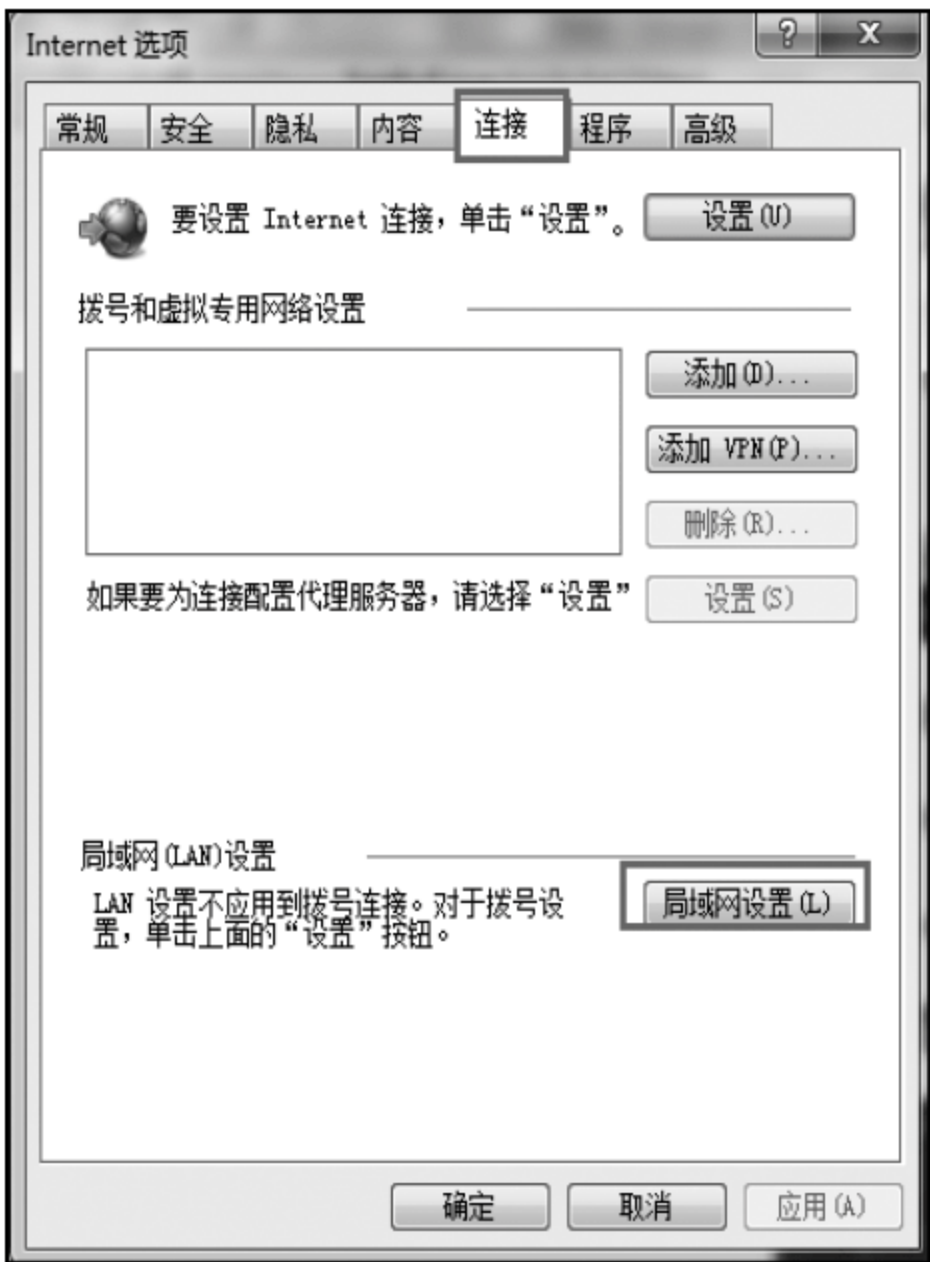 Internet 选项
?
X
常规 安全 隐私 内容 连接 程序 高级
要设置 Internet 连接，单击“设置”。 设置(U)
拨号和虚拟专用网络设置
添加(D)...
添加 VPN(P)...
删除(R)...
如果要为连接配置代理服务器，请选择“设置” 设置(S)
局域网(LAN)设置
LAN 设置不应用到拨号连接。对于拨号设
置，单击上面的“设置”按钮。
局域网设置(L)
确定 取消 应用(A)